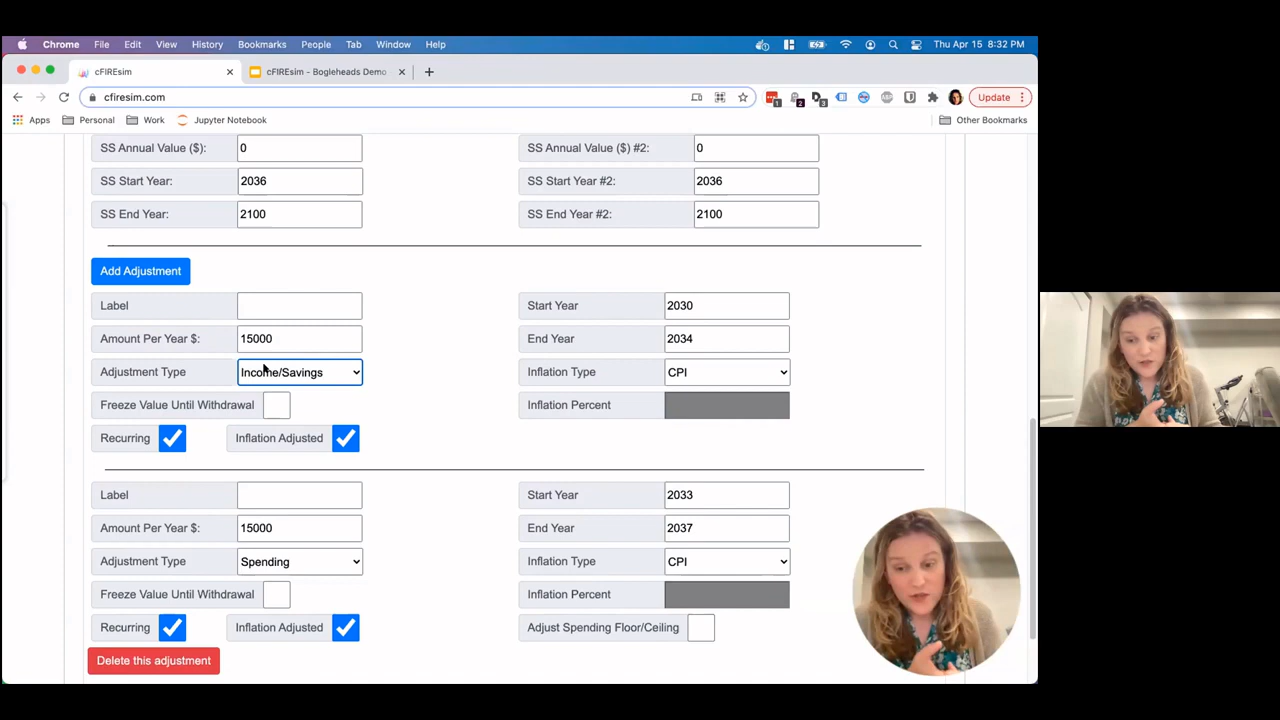 Chrome File Edit View History Bookmarks People Tab Window Help Thu Apr 15 8:32 PM
cFIREsim cFIREsim - Bogleheads Demo
cfiresim.com Update
Apps Personal Work Jupyter Notebook Other Bookmarks
SS Annual Value ($): 0 SS Annual Value ($) #2: 0
SS Start Year: 2036 SS Start Year #2: 2036
SS End Year: 2100 SS End Year #2: 2100
Add Adjustment
Label Start Year 2030
Amount Per Year $: 15000 End Year 2034
Adjustment Type Income/Savings Inflation Type CPI
Freeze Value Until Withdrawal Inflation Percent
Recurring Inflation Adjusted
Label Start Year 2033
Amount Per Year $: 15000 End Year 2037
Adjustment Type Spending Inflation Type CPI
Freeze Value Until Withdrawal Inflation Percent
Recurring Inflation Adjusted Adjust Spending Floor/Ceiling
Delete this adjustment